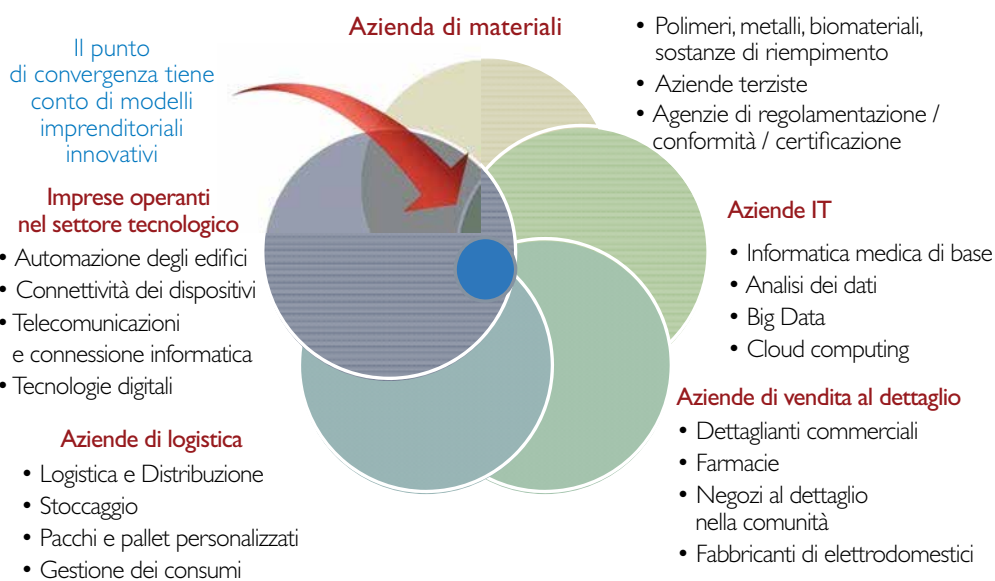 Il punto
di convergenza tiene
conto di modelli
imprenditoriali
innovativi
Azienda di materiali
• Polimeri, metalli, biomateriali,
sostanze di riempimento
• Aziende terziste
• Agenzie di regolamentazione /
conformità / certificazione
Imprese operanti
nel settore tecnologico
• Automazione degli edifici
• Connettività dei dispositivi
• Telecomunicazioni
e connessione informatica
• Tecnologie digitali
Aziende IT
• Informatica medica di base
• Analisi dei dati
• Big Data
• Cloud computing
Aziende di logistica
• Logistica e Distribuzione
• Stoccaggio
• Pacchi e pallet personalizzati
• Gestione dei consumi
Aziende di vendita al dettaglio
• Dettaglianti commerciali
• Farmacie
• Negozi al dettaglio
nella comunità
• Fabbricanti di elettrodomestici